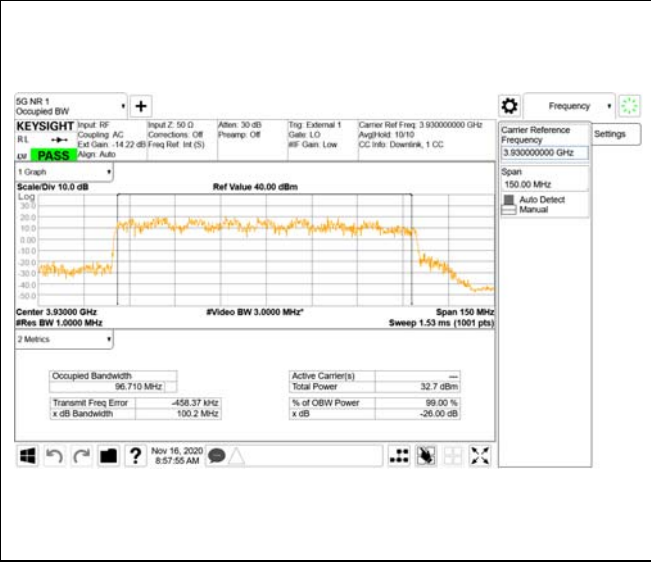 5G NR 1
Occupied BW
Frequency
KEYSIGHT
R L
PASS
Input: RF
Coupling: AC
Ext Gain: -14.22 dB
Align: Auto
Input Z: 50 Ω
Corrections: Off
Freq Ref: Int (S)
Atten: 30 dB
Preamp: Off
Trig: External 1
Gate: LO
#IF Gain: Low
Carrier Ref Freq: 3.930000000 GHz
Avg|Hold: 10/10
CC Info: Downlink, 1 CC
Carrier Reference
Frequency
3.930000000 GHz
Settings
Span
150.00 MHz
Auto Detect
Manual
1 Graph
Scale/Div 10.0 dB
Ref Value 40.00 dBm
Log
30.0
20.0
10.0
0.00
-10.0
-20.0
-30.0
-40.0
-50.0
Center 3.93000 GHz
#Video BW 3.0000 MHz*
Span 150 MHz
#Res BW 1.0000 MHz
Sweep 1.53 ms (1001 pts)
2 Metrics
Occupied Bandwidth
96.710 MHz
Transmit Freq Error -458.37 kHz
x dB Bandwidth 100.2 MHz
Active Carrier(s) —
Total Power 32.7 dBm
% of OBW Power 99.00 %
x dB -26.00 dB
?
Nov 16, 2020
8:57:55 AM